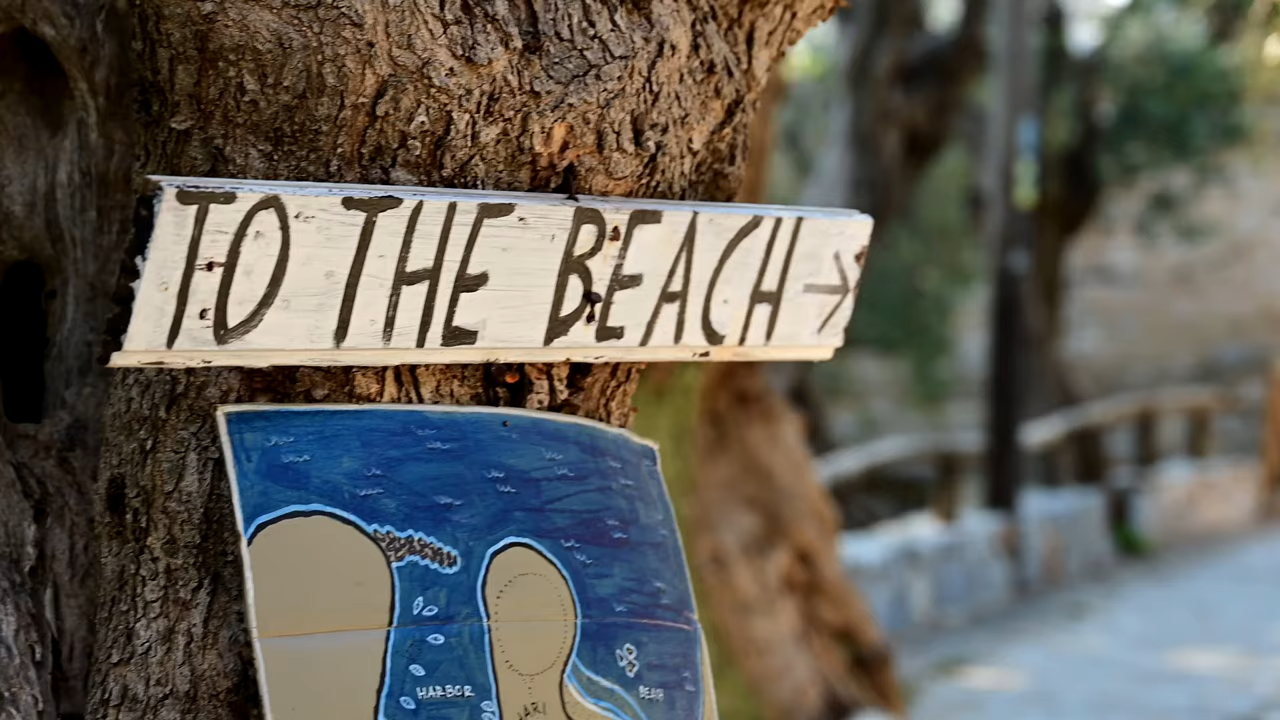 TO THE BEACH →
HARBOR
BEACH